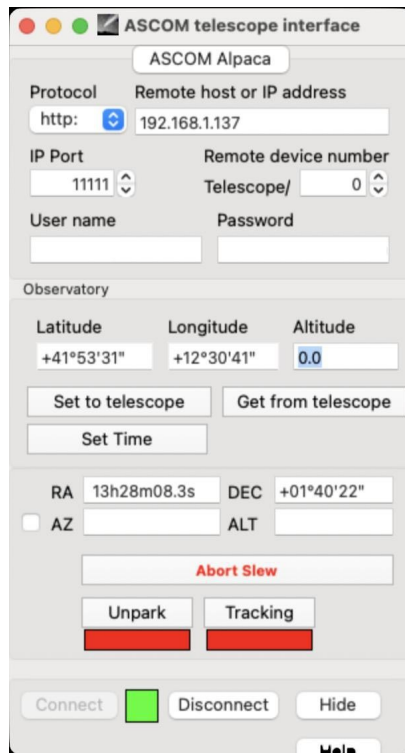 ASCOM telescope interface
ASCOM Alpaca
Protocol Remote host or IP address
http: 192.168.1.137
IP Port Remote device number
11111 Telescope/ 0
User name Password
Observatory
Latitude Longitude Altitude
+41°53'31" +12°30'41" 0.0
Set to telescope Get from telescope
Set Time
RA 13h28m08.3s DEC +01°40'22"
AZ ALT
Abort Slew
Unpark Tracking
Connect Disconnect Hide
Help